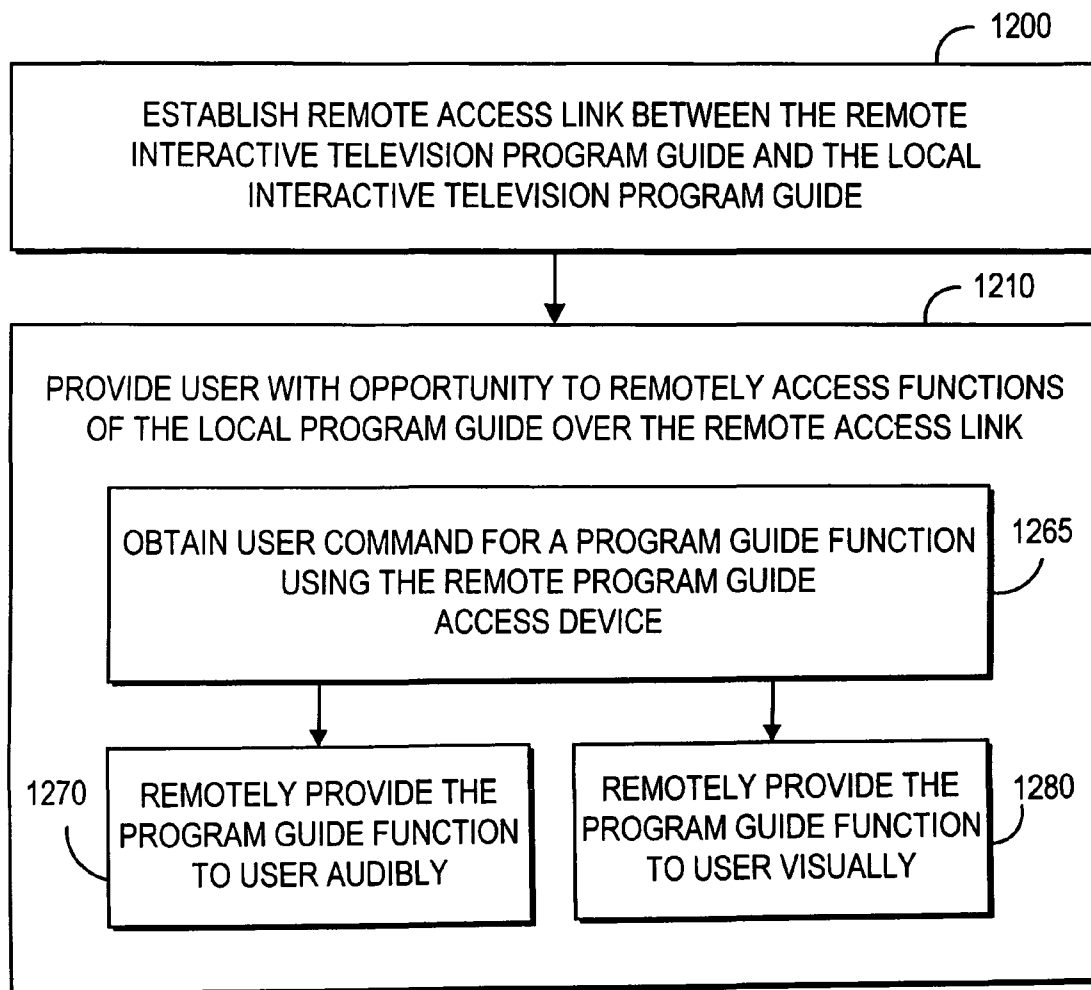 1200
ESTABLISH REMOTE ACCESS LINK BETWEEN THE REMOTE
INTERACTIVE TELEVISION PROGRAM GUIDE AND THE LOCAL
INTERACTIVE TELEVISION PROGRAM GUIDE
1210
PROVIDE USER WITH OPPORTUNITY TO REMOTELY ACCESS FUNCTIONS
OF THE LOCAL PROGRAM GUIDE OVER THE REMOTE ACCESS LINK
OBTAIN USER COMMAND FOR A PROGRAM GUIDE FUNCTION
USING THE REMOTE PROGRAM GUIDE
ACCESS DEVICE
1265
1270
REMOTELY PROVIDE THE
PROGRAM GUIDE FUNCTION
TO USER AUDIBLY
REMOTELY PROVIDE THE
PROGRAM GUIDE FUNCTION
TO USER VISUALLY
1280